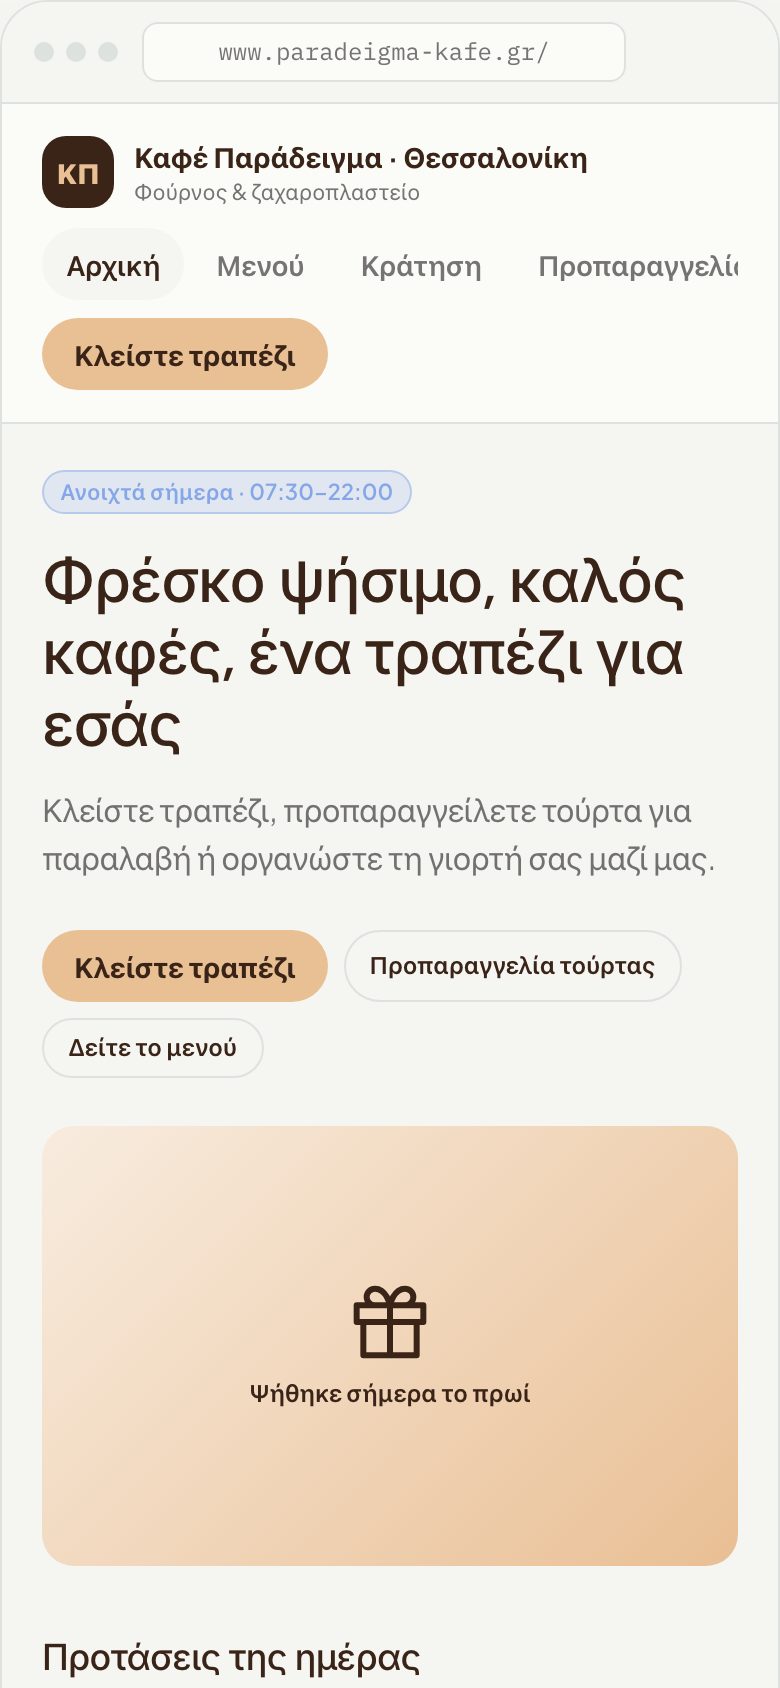 www.paradeigma-kafe.gr/
ΚΠ
Καφέ Παράδειγμα · Θεσσαλονίκη
Φούρνος & ζαχαροπλαστείο
Αρχική Μενού Κράτηση
Κλείστε τραπέζι
Ανοιχτά σήμερα · 07:30–22:00
Φρέσκο ψήσιμο, καλός
καφές, ένα τραπέζι για
εσάς
Κλείστε τραπέζι, προπαραγγείλετε τούρτα για
παραλαβή ή οργανώστε τη γιορτή σας μαζί μας.
Κλείστε τραπέζι Προπαραγγελία τούρτας
Δείτε το μενού
Ψήθηκε σήμερα το πρωί
Προτάσεις της ημέρας